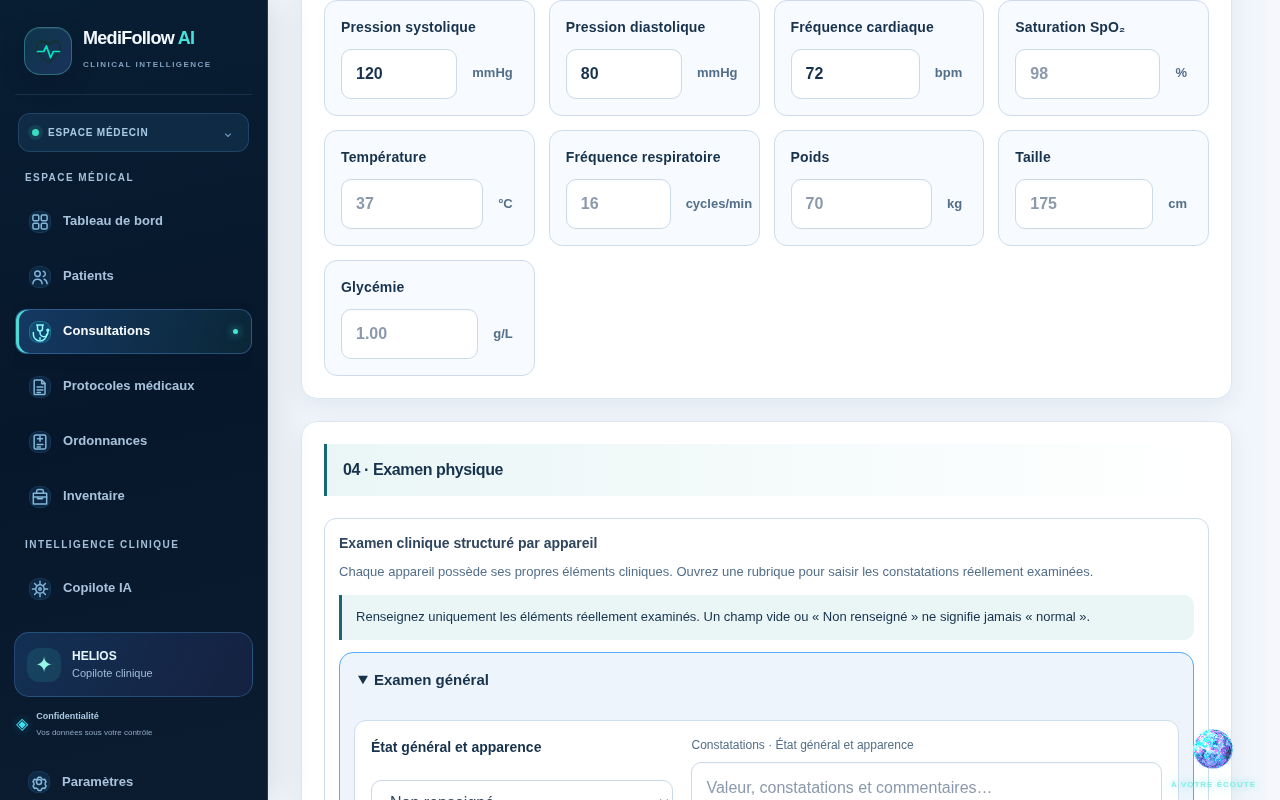 MediFollow AI
CLINICAL INTELLIGENCE
ESPACE MÉDECIN
ESPACE MÉDICAL
Tableau de bord
Patients
Consultations
Protocoles médicaux
Ordonnances
Inventaire
INTELLIGENCE CLINIQUE
Copilote IA
HELIOS
Copilote clinique
Confidentialité
Vos données sous votre contrôle
Paramètres
Pression systolique
120 mmHg
Pression diastolique
80 mmHg
Fréquence cardiaque
72 bpm
Saturation SpO₂
98 %
Température
37 °C
Fréquence respiratoire
16 cycles/min
Poids
70 kg
Taille
175 cm
Glycémie
1.00 g/L
04 · Examen physique
Examen clinique structuré par appareil
Chaque appareil possède ses propres éléments cliniques. Ouvrez une rubrique pour saisir les constatations réellement examinées.
Renseignez uniquement les éléments réellement examinés. Un champ vide ou « Non renseigné » ne signifie jamais « normal ».
▼ Examen général
État général et apparence
Non renseigné
Constatations · État général et apparence
Valeur, constatations et commentaires…
À VOTRE ÉCOUTE